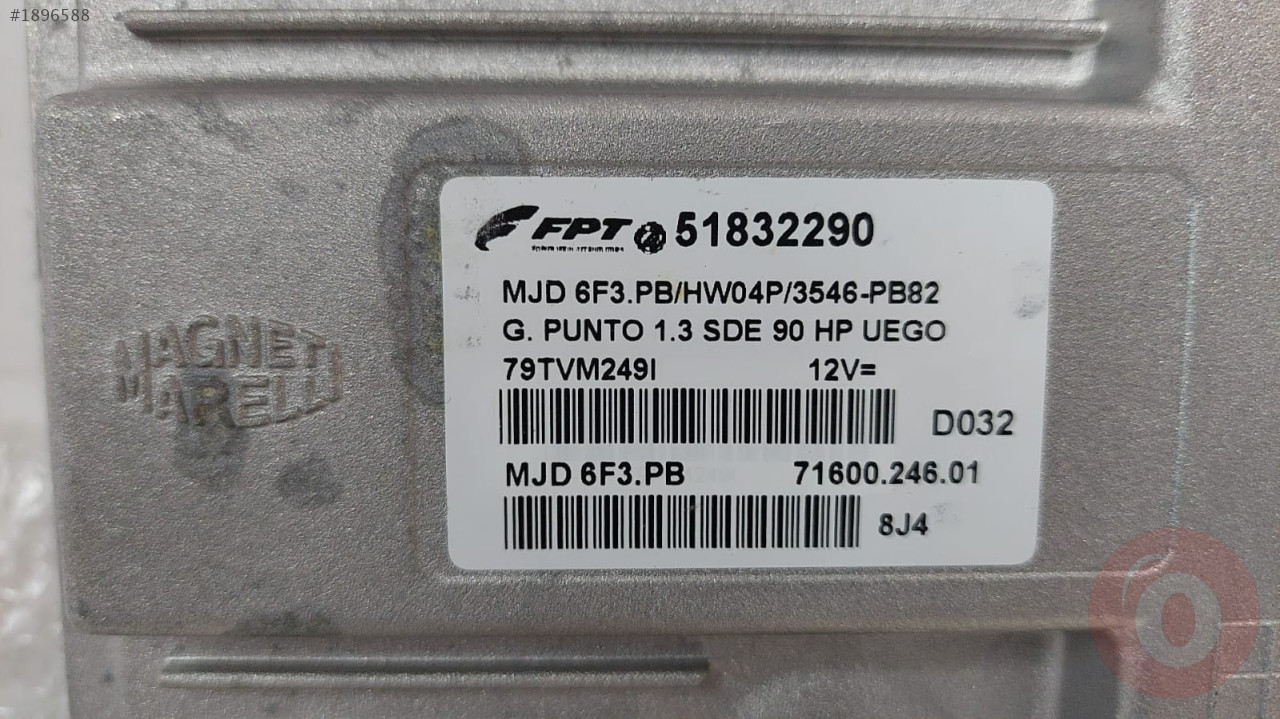 #1896588
FPT 51832290
MJD 6F3.PB/HW04P/3546-PB82
G. PUNTO 1.3 SDE 90 HP UEGO
79TVM249I 12V=
D032
MJD 6F3.PB 71600.246.01
8J4
MAGNETI
MARELLI
O